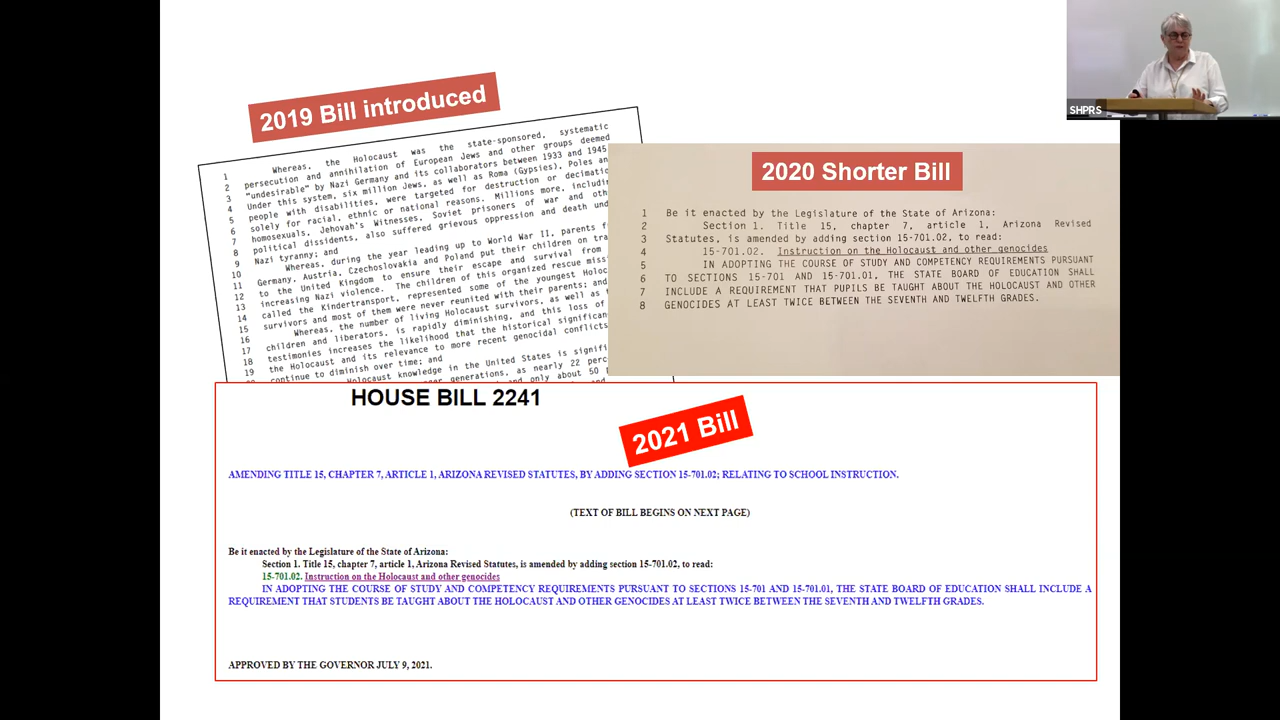 SHPRS
2019 Bill introduced
1 Whereas, the Holocaust was the state-sponsored, systematic
2 persecution and annihilation of European Jews and other groups deemed
3 "undesirable" by Nazi Germany and its collaborators between 1933 and 1945
4 Under this system, six million Jews, as well as Roma (Gypsies), Poles an
5 people with disabilities, were targeted for destruction or decimatio
6 solely for racial, ethnic or national reasons. Millions more, includin
7 homosexuals, Jehovah's Witnesses, Soviet prisoners of war and oth
8 political dissidents, also suffered grievous oppression and death und
9 Nazi tyranny; and
10 Whereas, during the year leading up to World War II, parents f
11 Germany, Austria, Czechoslovakia and Poland put their children on tra
12 to the United Kingdom to ensure their escape and survival from
13 increasing Nazi violence. The children of this organized rescue miss
14 called the Kindertransport, represented some of the youngest Holoc
15 survivors and most of them were never reunited with their parents; and
16 Whereas, the number of living Holocaust survivors, as well as
17 children and liberators, is rapidly diminishing, and this loss of
18 testimonies increases the likelihood that the historical significan
19 the Holocaust and its relevance to more recent genocidal conflicts
continue to diminish over time; and
Holocaust knowledge in the United States is signifi
generations, as nearly 22 perc
and only about 50
2020 Shorter Bill
1 Be it enacted by the Legislature of the State of Arizona:
2 Section 1. Title 15, chapter 7, article 1, Arizona Revised
3 Statutes, is amended by adding section 15-701.02, to read:
4 15-701.02. Instruction on the Holocaust and other genocides
5 IN ADOPTING THE COURSE OF STUDY AND COMPETENCY REQUIREMENTS PURSUANT
6 TO SECTIONS 15-701 AND 15-701.01, THE STATE BOARD OF EDUCATION SHALL
7 INCLUDE A REQUIREMENT THAT PUPILS BE TAUGHT ABOUT THE HOLOCAUST AND OTHER
8 GENOCIDES AT LEAST TWICE BETWEEN THE SEVENTH AND TWELFTH GRADES.
HOUSE BILL 2241
2021 Bill
AMENDING TITLE 15, CHAPTER 7, ARTICLE 1, ARIZONA REVISED STATUTES, BY ADDING SECTION 15-701.02; RELATING TO SCHOOL INSTRUCTION.
(TEXT OF BILL BEGINS ON NEXT PAGE)
Be it enacted by the Legislature of the State of Arizona:
Section 1. Title 15, chapter 7, article 1, Arizona Revised Statutes, is amended by adding section 15-701.02, to read:
15-701.02. Instruction on the Holocaust and other genocides
IN ADOPTING THE COURSE OF STUDY AND COMPETENCY REQUIREMENTS PURSUANT TO SECTIONS 15-701 AND 15-701.01, THE STATE BOARD OF EDUCATION SHALL INCLUDE A
REQUIREMENT THAT STUDENTS BE TAUGHT ABOUT THE HOLOCAUST AND OTHER GENOCIDES AT LEAST TWICE BETWEEN THE SEVENTH AND TWELFTH GRADES.
APPROVED BY THE GOVERNOR JULY 9, 2021.